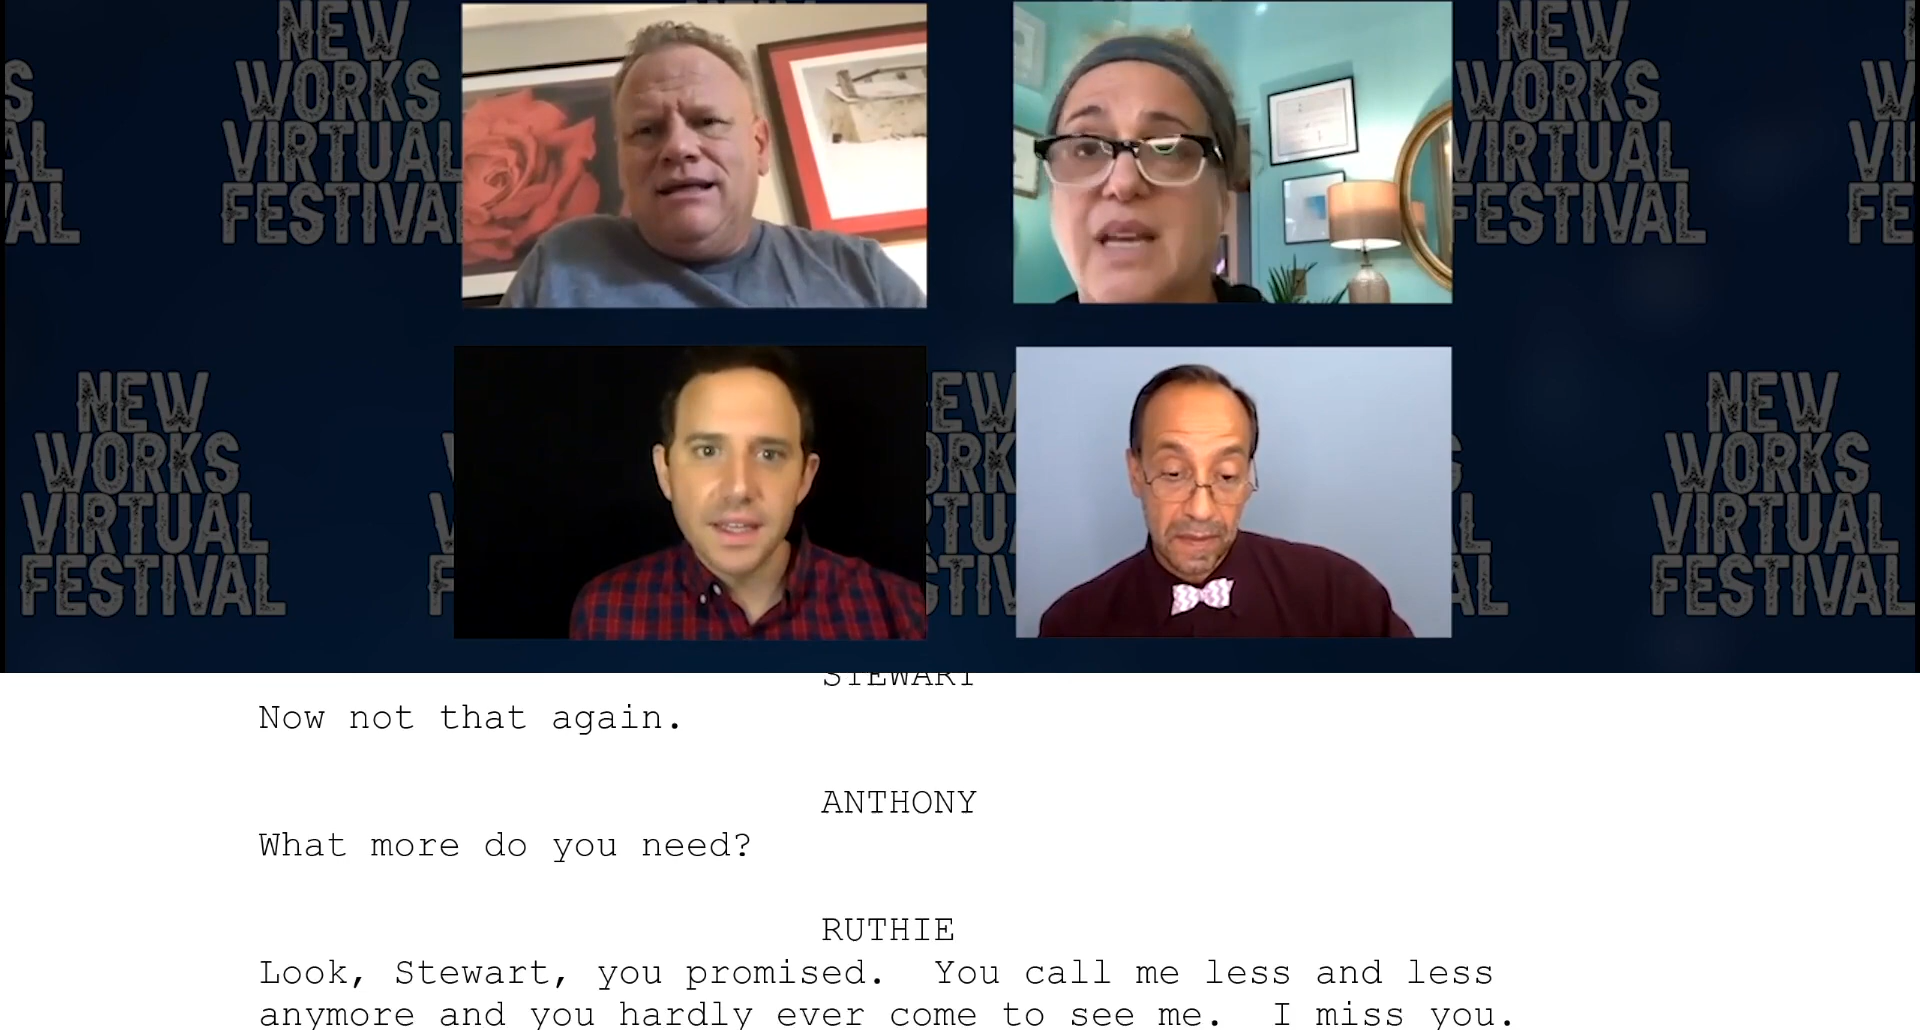 NEW
WORKS
VIRTUAL
FESTIVAL
NEW
WORKS
VIRTUAL
FESTIVAL
NEW
WORKS
VIRTUAL
FESTIVAL
NEW
WORKS
VIRTUAL
FESTIVAL
STEWART
Now not that again.
ANTHONY
What more do you need?
RUTHIE
Look, Stewart, you promised. You call me less and less
anymore and you hardly ever come to see me. I miss you.